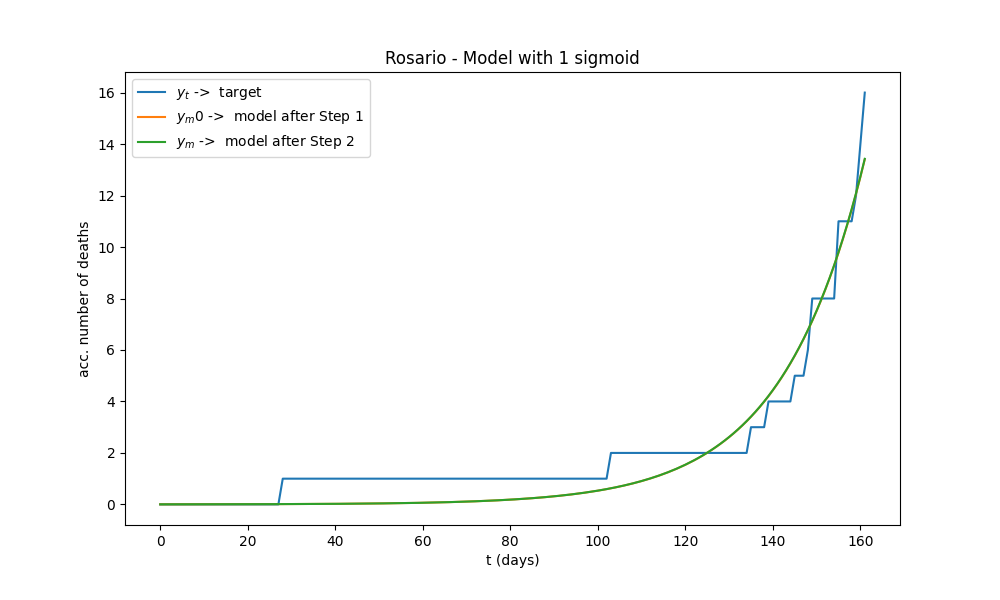 Rosario - Model with 1 sigmoid
y_t -> target
y_m0 -> model after Step 1
y_m -> model after Step 2
acc. number of deaths
16
14
12
10
8
6
4
2
0
0 20 40 60 80 100 120 140 160
t (days)